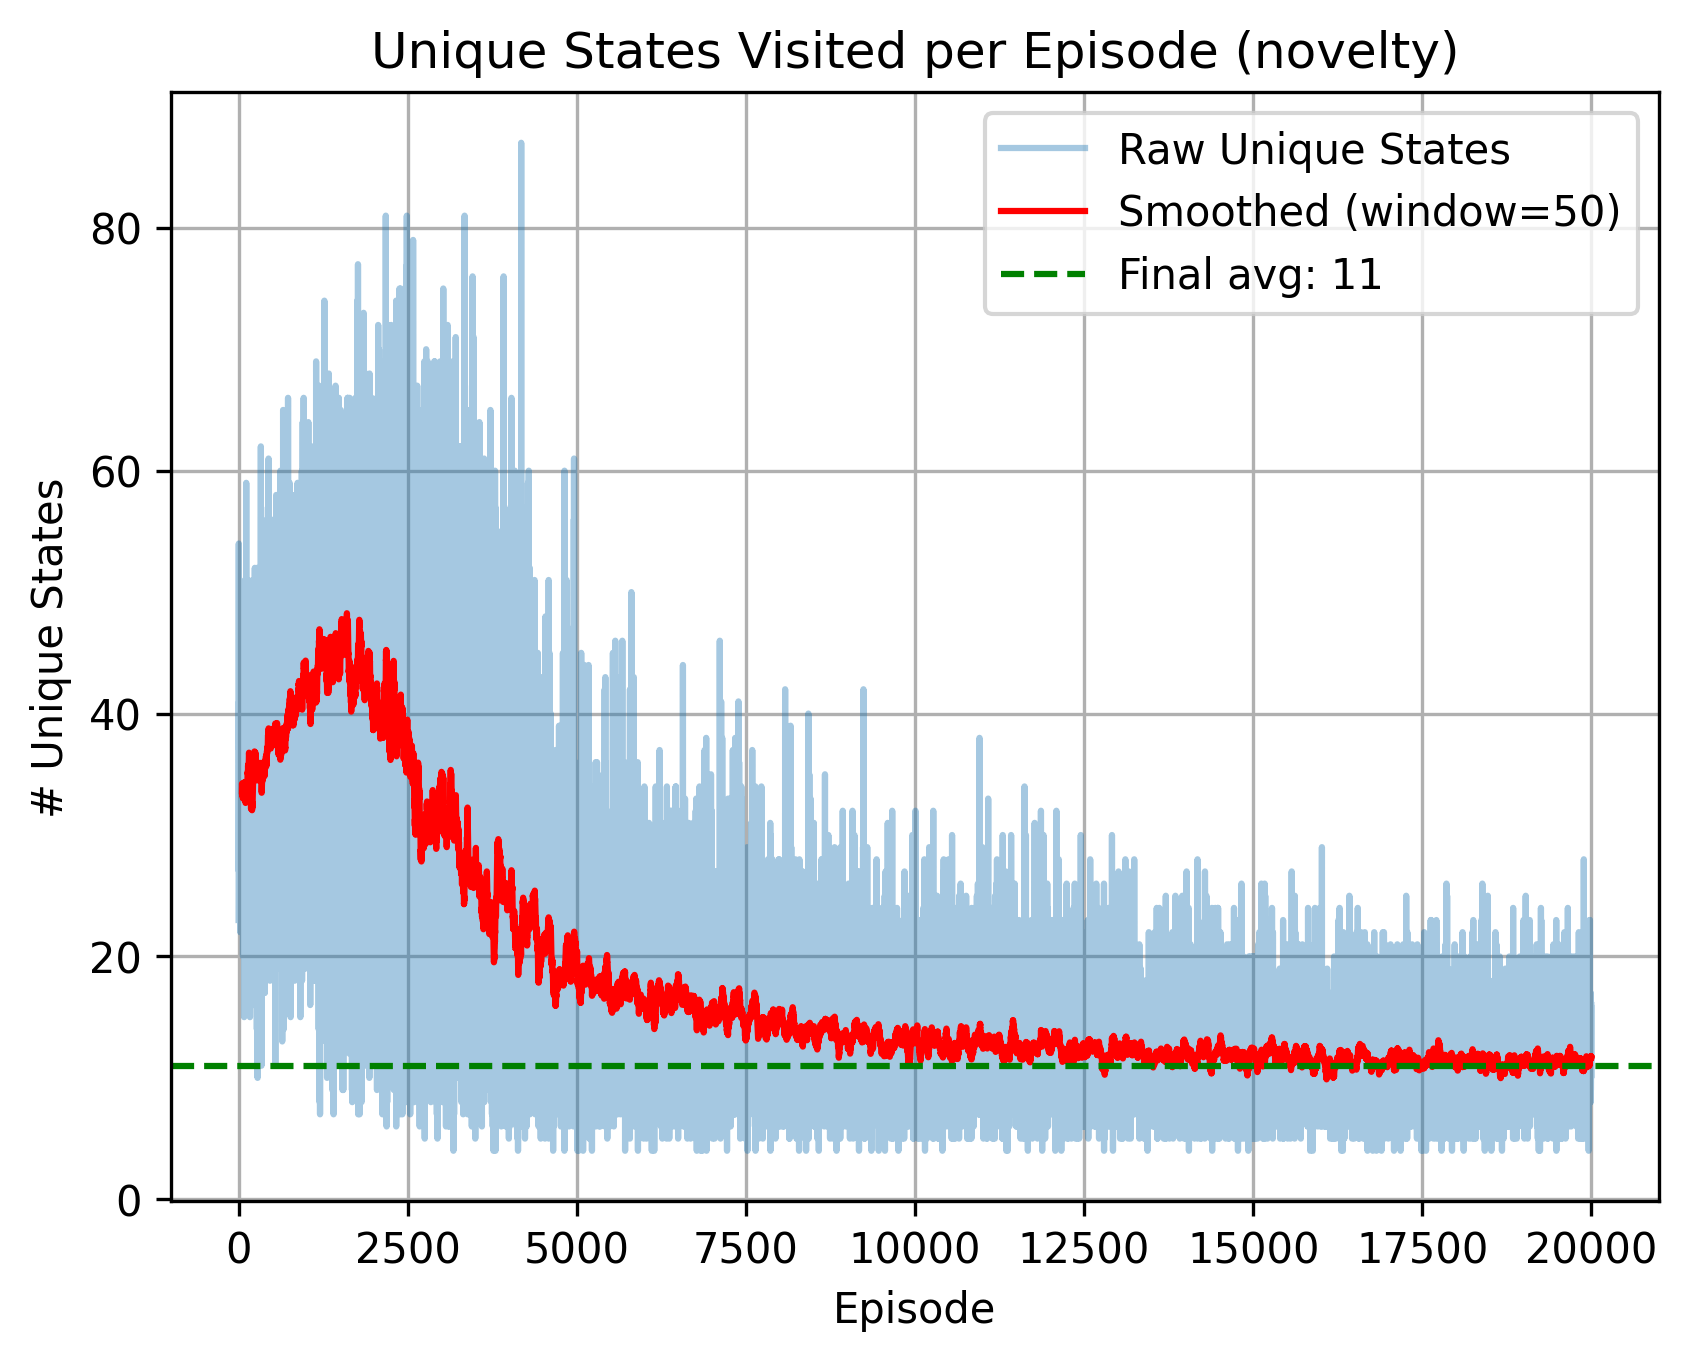 Unique States Visited per Episode (novelty)
Raw Unique States
Smoothed (window=50)
Final avg: 11
# Unique States
80
60
40
20
0
0 2500 5000 7500 10000 12500 15000 17500 20000
Episode